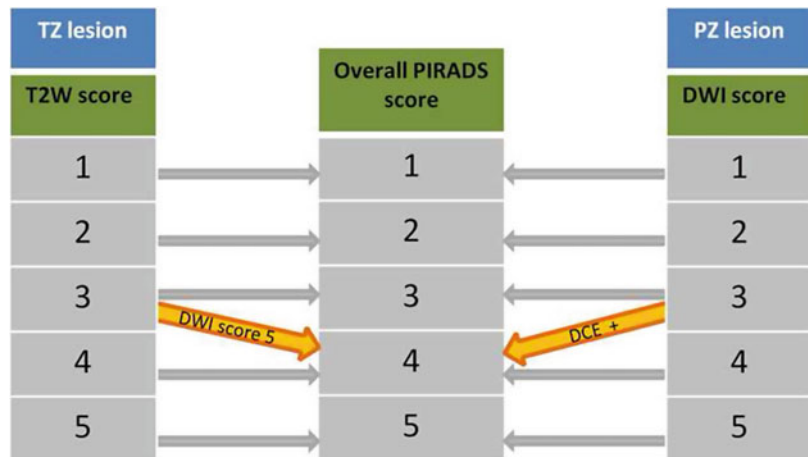 TZ lesion
PZ lesion
T2W score
Overall PIRADS
score
DWI score
1
1
1
2
2
2
3
3
3
DWI score 5
DCE +
4
4
4
5
5
5